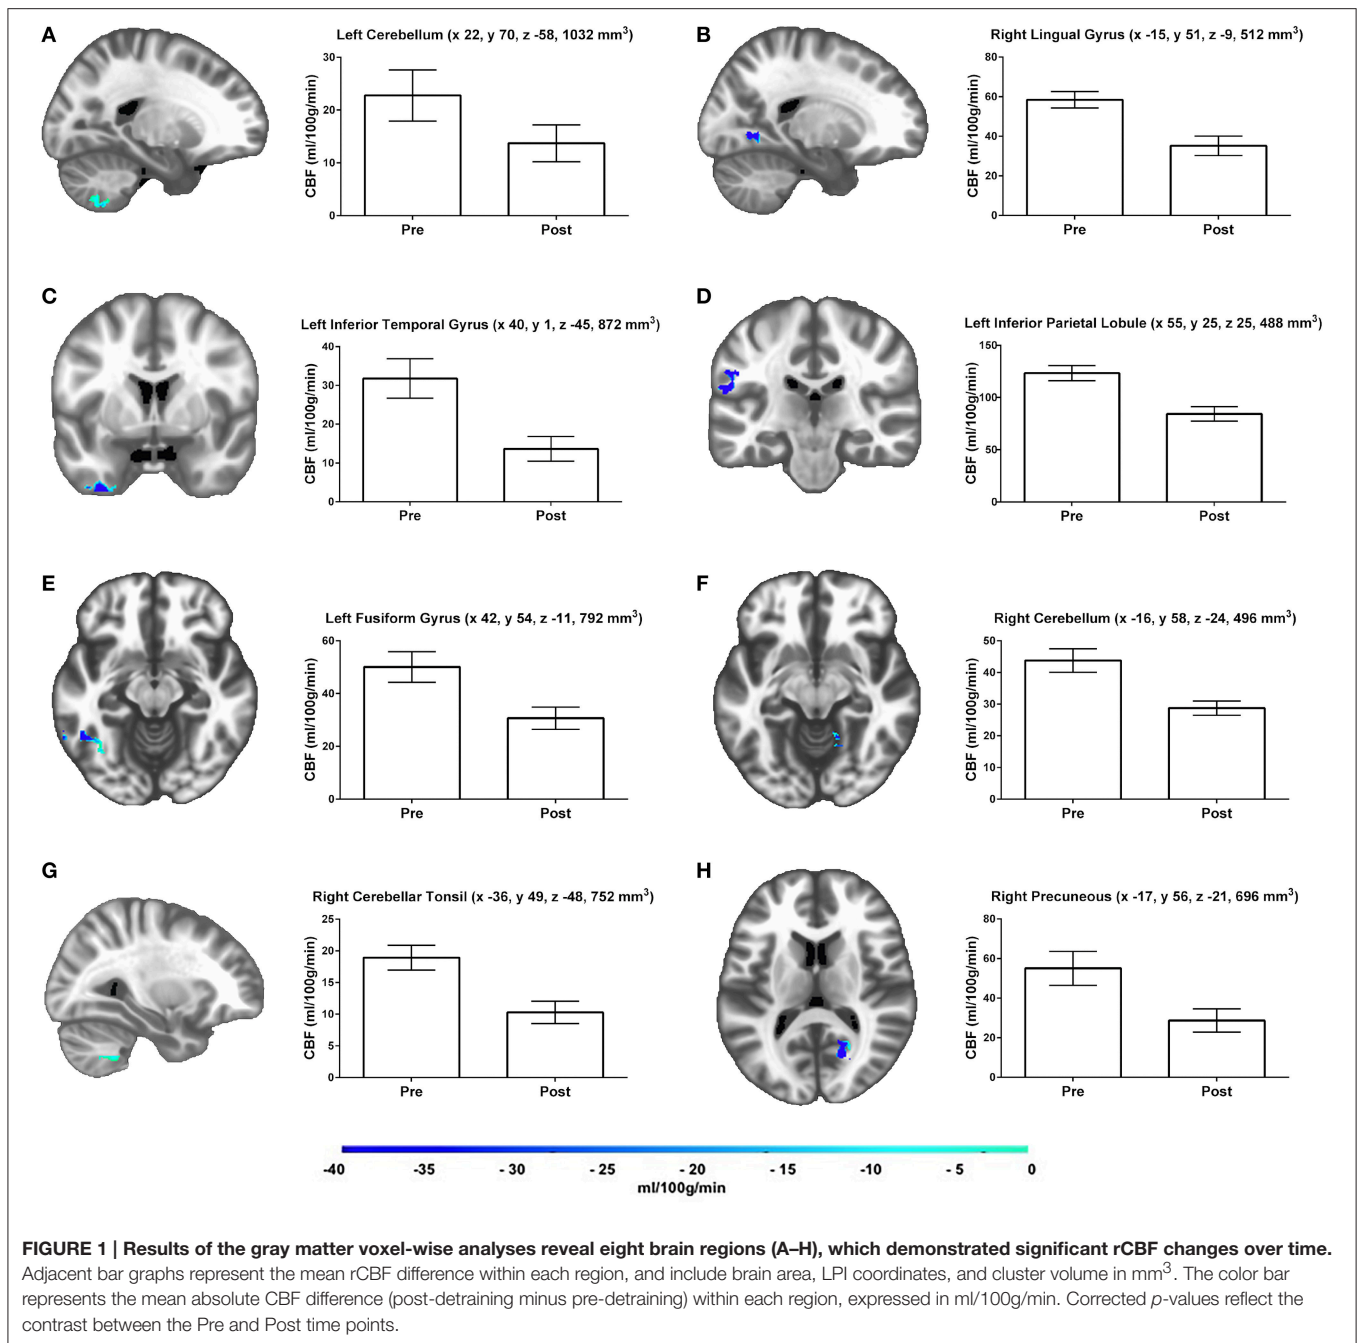 A
Left Cerebellum (x 22, y 70, z -58, 1032 mm³)
CBF (ml/100g/min)
30
20
10
0
Pre Post
B
Right Lingual Gyrus (x -15, y 51, z -9, 512 mm³)
CBF (ml/100g/min)
80
60
40
20
0
Pre Post
C
Left Inferior Temporal Gyrus (x 40, y 1, z -45, 872 mm³)
CBF (ml/100g/min)
40
30
20
10
0
Pre Post
D
Left Inferior Parietal Lobule (x 55, y 25, z 25, 488 mm³)
CBF (ml/100g/min)
150
100
50
0
Pre Post
E
Left Fusiform Gyrus (x 42, y 54, z -11, 792 mm³)
CBF (ml/100g/min)
60
40
20
0
Pre Post
F
Right Cerebellum (x -16, y 58, z -24, 496 mm³)
CBF (ml/100g/min)
50
40
30
20
10
0
Pre Post
G
Right Cerebellar Tonsil (x -36, y 49, z -48, 752 mm³)
CBF (ml/100g/min)
25
20
15
10
5
0
Pre Post
H
Right Precuneous (x -17, y 56, z -21, 696 mm³)
CBF (ml/100g/min)
80
60
40
20
0
Pre Post
-40 -35 - 30 - 25 - 20 - 15 -10 - 5 0
ml/100g/min
FIGURE 1 | Results of the gray matter voxel-wise analyses reveal eight brain regions (A–H), which demonstrated significant rCBF changes over time.
Adjacent bar graphs represent the mean rCBF difference within each region, and include brain area, LPI coordinates, and cluster volume in mm³. The color bar
represents the mean absolute CBF difference (post-detraining minus pre-detraining) within each region, expressed in ml/100g/min. Corrected p-values reflect the
contrast between the Pre and Post time points.